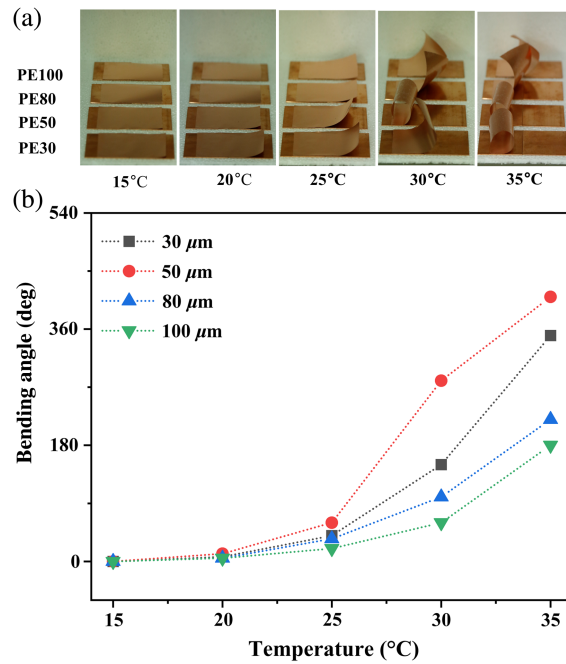 (a)
PE100
PE80
PE50
PE30
15°C 20°C 25°C 30°C 35°C
(b)
540
360
180
0
Bending angle (deg)
30 μm
50 μm
80 μm
100 μm
15 20 25 30 35
Temperature (°C)